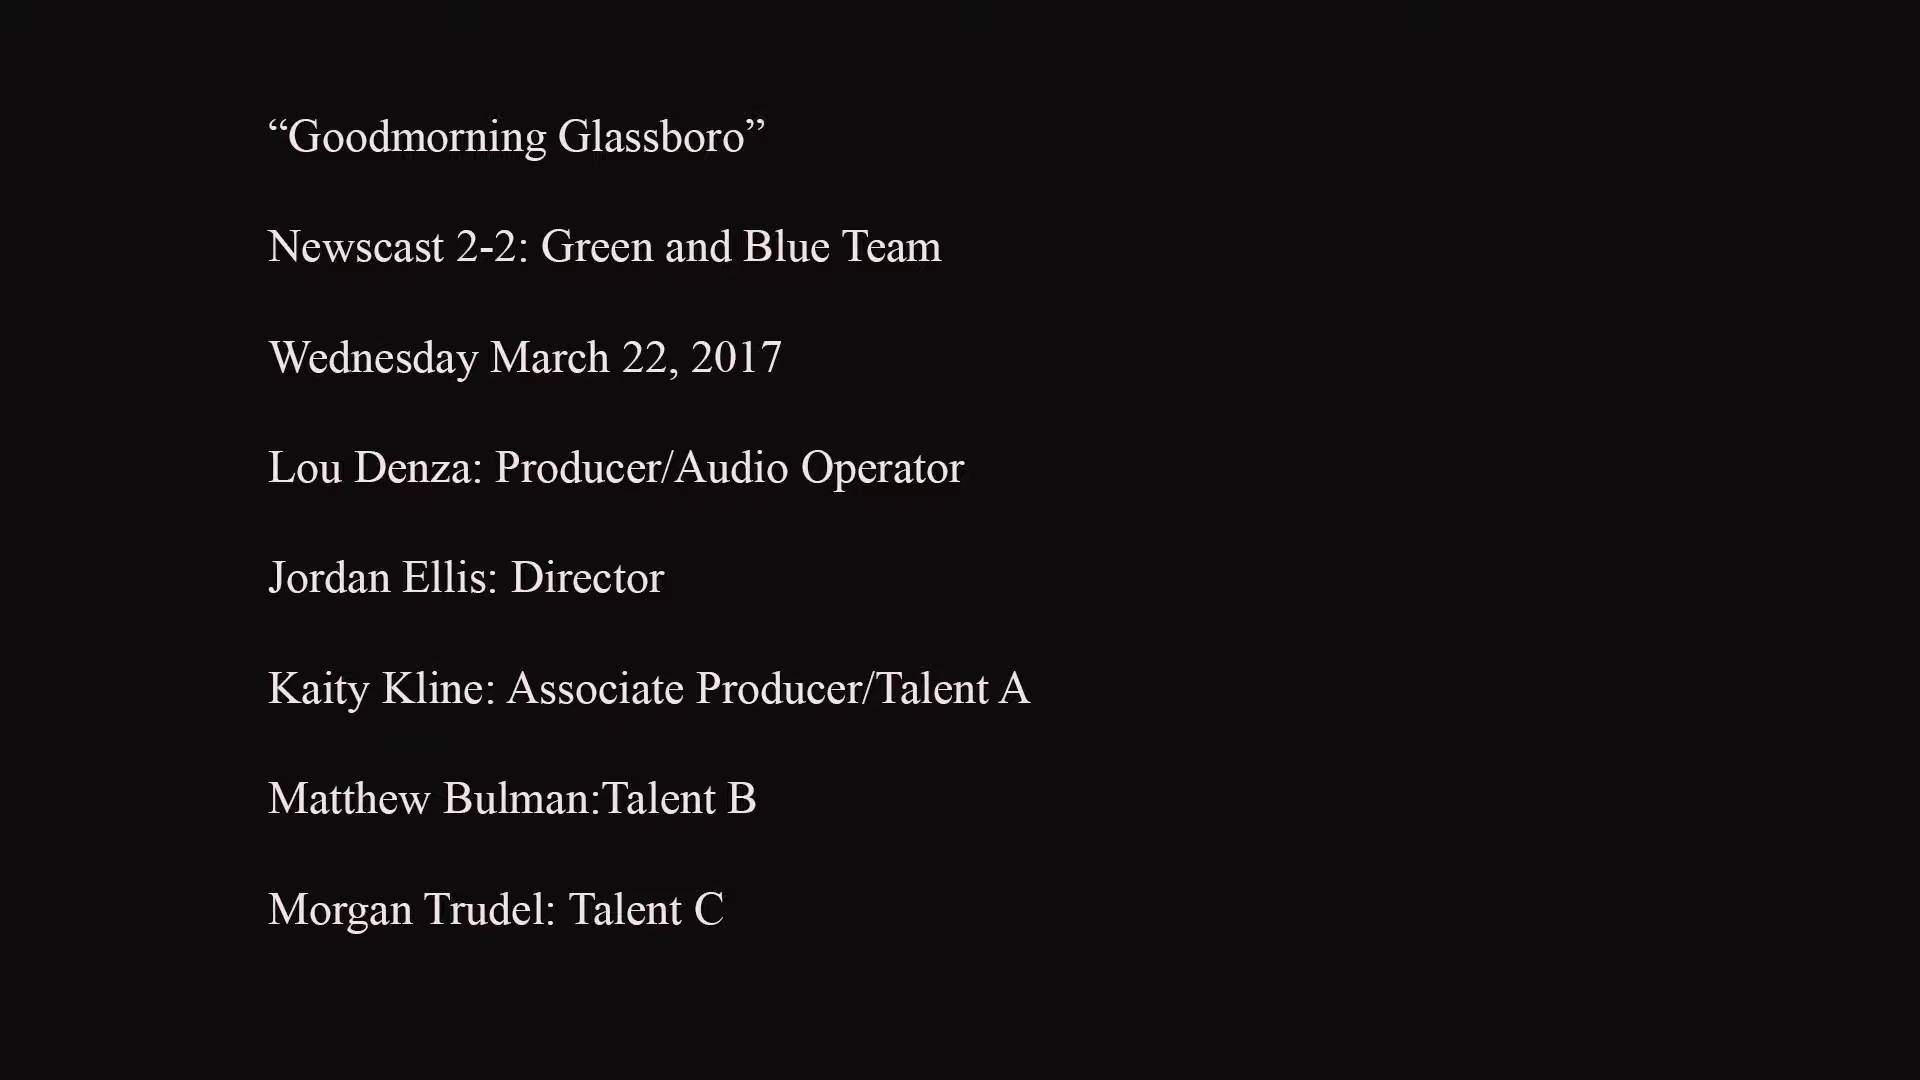 “Goodmorning Glassboro”
Newscast 2-2: Green and Blue Team
Wednesday March 22, 2017
Lou Denza: Producer/Audio Operator
Jordan Ellis: Director
Kaity Kline: Associate Producer/Talent A
Matthew Bulman:Talent B
Morgan Trudel: Talent C